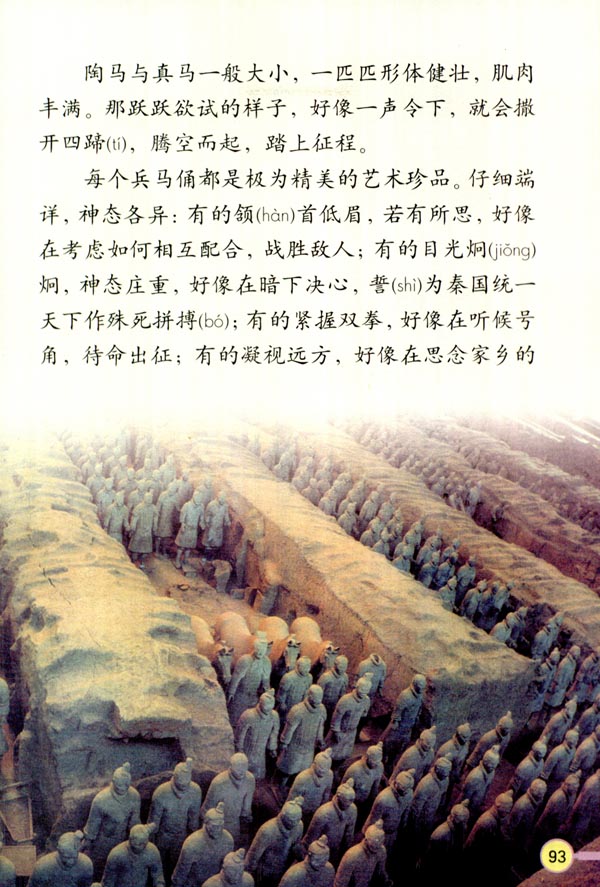 陶马与真马一般大小，一匹匹形体健壮，肌肉
丰满。那跃跃欲试的样子，好像一声令下，就会撒
开四蹄(tí)，腾空而起，踏上征程。
每个兵马俑都是极为精美的艺术珍品。仔细端
详，神态各异：有的颔(hàn)首低眉，若有所思，好像
在考虑如何相互配合，战胜敌人；有的目光炯(jiǒng)
炯，神态庄重，好像在暗下决心，誓(shì)为秦国统一
天下作殊死拼搏(bó)；有的紧握双拳，好像在听候号
角，待命出征；有的凝视远方，好像在思念家乡的
93